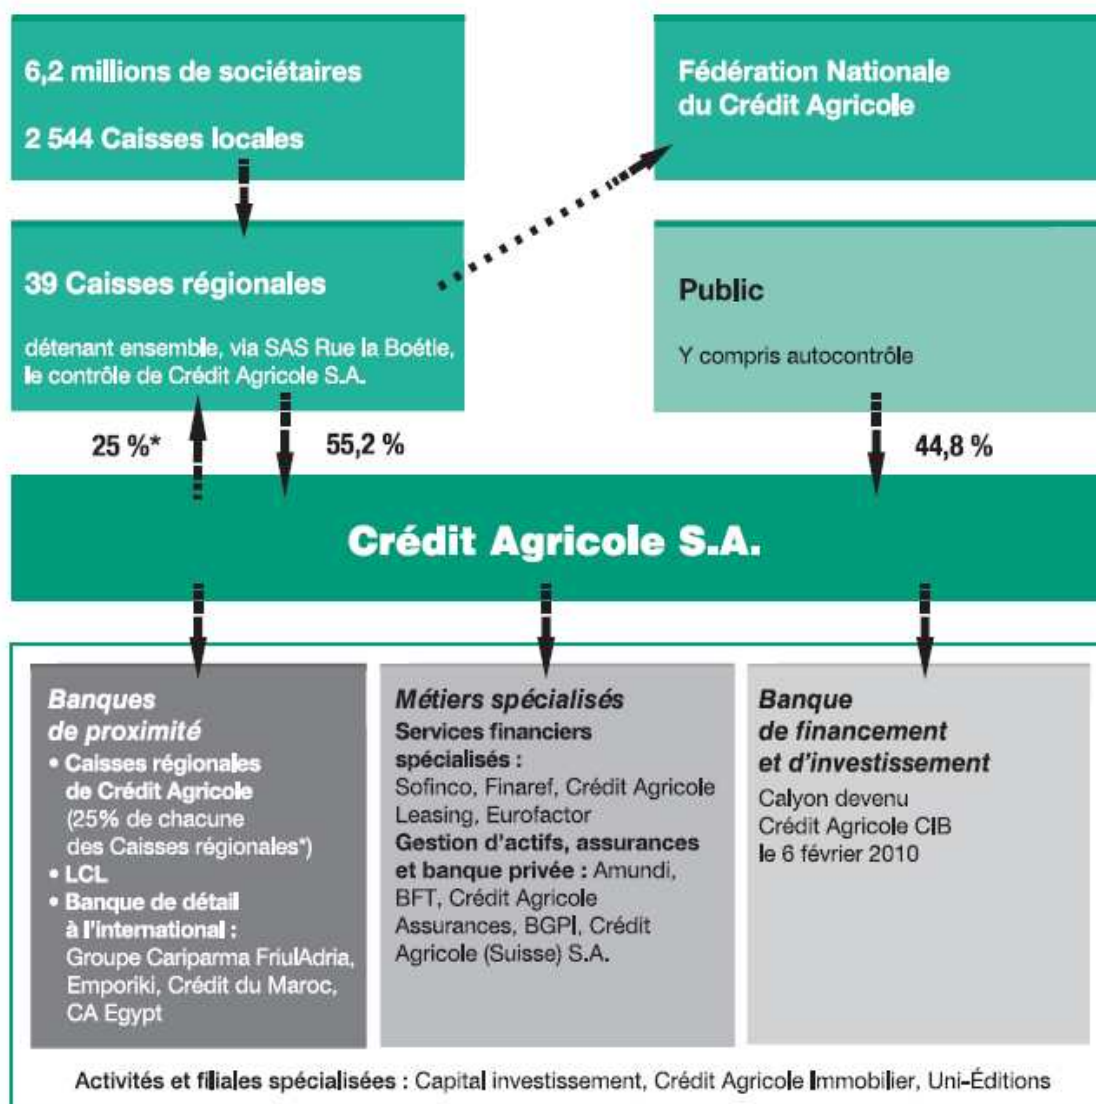 6,2 millions de sociétaires
2 544 Caisses locales
Fédération Nationale
du Crédit Agricole
39 Caisses régionales
détenant ensemble, via SAS Rue la Boétie,
le contrôle de Crédit Agricole S.A.
Public
Y compris autocontrôle
25 %*
55,2 %
44,8 %
Crédit Agricole S.A.
Banques
de proximité
• Caisses régionales
de Crédit Agricole
(25% de chacune
des Caisses régionales*)
• LCL
• Banque de détail
à l'international :
Groupe Cariparma FriulAdria,
Emporiki, Crédit du Maroc,
CA Egypt
Métiers spécialisés
Services financiers
spécialisés :
Sofinco, Finaref, Crédit Agricole
Leasing, Eurofactor
Gestion d'actifs, assurances
et banque privée : Amundi,
BFT, Crédit Agricole
Assurances, BGPI, Crédit
Agricole (Suisse) S.A.
Banque
de financement
et d'investissement
Calyon devenu
Crédit Agricole CIB
le 6 février 2010
Activités et filiales spécialisées : Capital investissement, Crédit Agricole Immobilier, Uni-Éditions